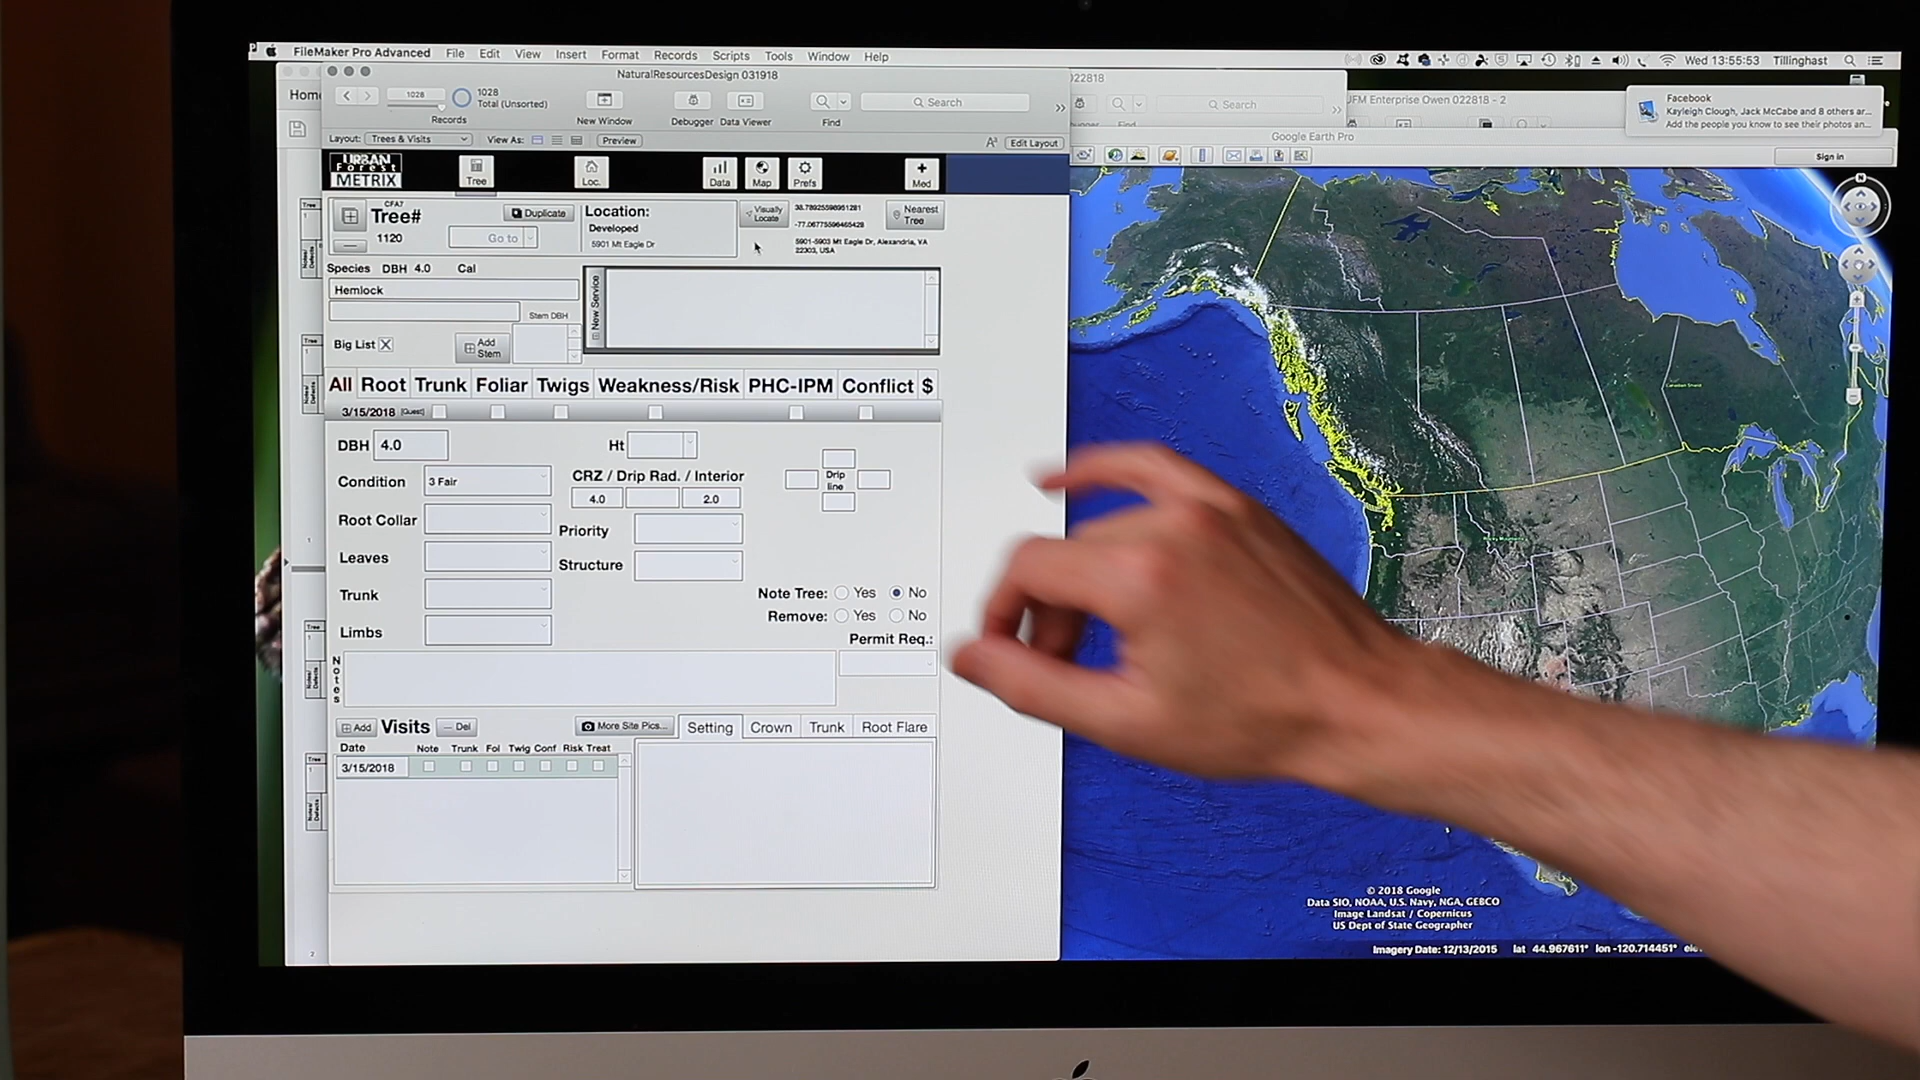 FileMaker Pro Advanced File Edit View Insert Format Records Scripts Tools Window Help
Wed 13:55:53 Tillinghast
NaturalResourcesDesign 031918
022818
UFM Enterprise Owen 022818 - 2
Facebook
Kayleigh Clough, Jack McCabe and 8 others ar...
Add the people you know to see their photos an...
Home
1028
1028
Total (Unsorted)
Records
New Window
Debugger Data Viewer
Find
Search
Search
Layout: Trees & Visits View As: Preview
Edit Layout
Google Earth Pro
Sign in
URBAN
Forest
METRIX
Tree
Loc.
Data
Map
Prefs
Med
CFA7
Tree#
1120
Duplicate
Go to
Location:
Developed
5901 Mt Eagle Dr
Visually
Locate
5901-5903 Mt Eagle Dr, Alexandria, VA
22303, USA
Nearest
Tree
Species DBH 4.0 Cal
Hemlock
Stem DBH
New Service
Big List
Add
Stem
All Root Trunk Foliar Twigs Weakness/Risk PHC-IPM Conflict $
3/15/2018 (Guest)
DBH 4.0
Ht
Condition 3 Fair
CRZ / Drip Rad. / Interior
4.0 2.0
Drip
line
Root Collar
Priority
Leaves
Structure
Trunk
Limbs
Note Tree: Yes No
Remove: Yes No
Permit Req.:
Notes
Add Visits Del
More Site Pics...
Setting Crown Trunk Root Flare
Date Note Trunk Fol Twig Conf Risk Treat
3/15/2018
© 2018 Google
Data SIO, NOAA, U.S. Navy, NGA, GEBCO
Image Landsat / Copernicus
US Dept of State Geographer
Imagery Date: 12/13/2015 lat 44.967611° lon -120.714451°